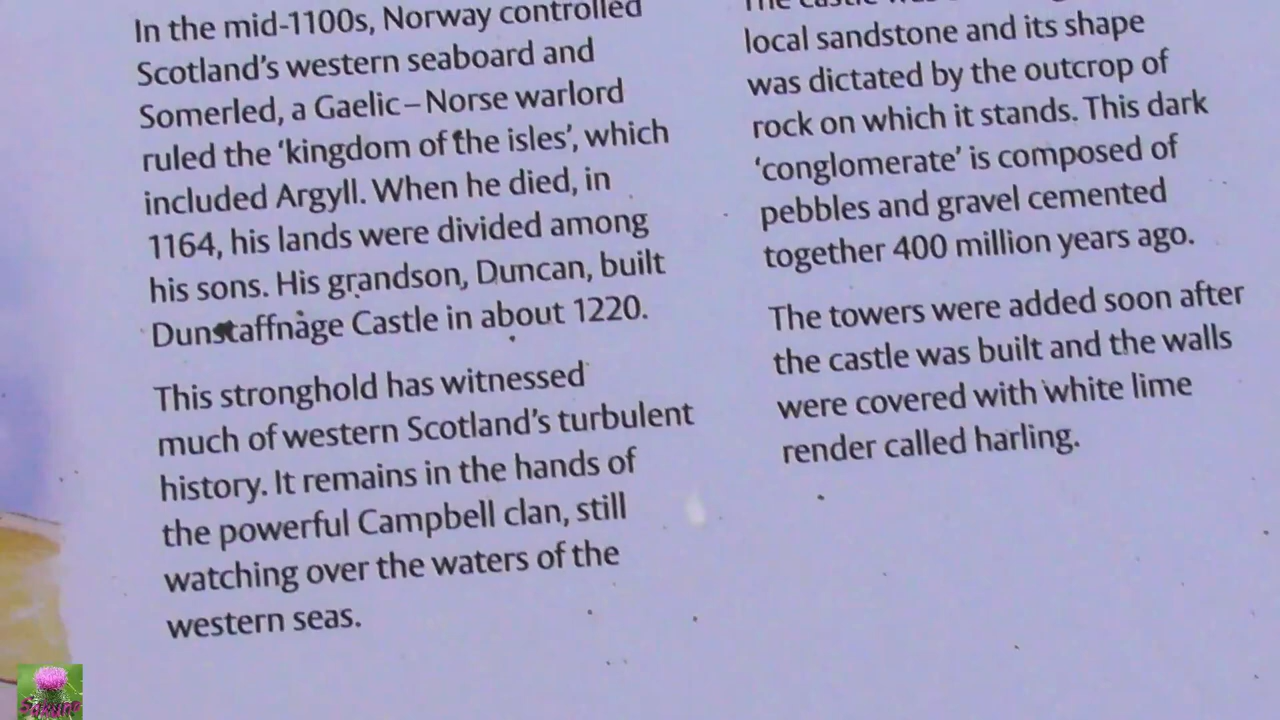 In the mid-1100s, Norway controlled
Scotland's western seaboard and
Somerled, a Gaelic–Norse warlord
ruled the 'kingdom of the isles', which
included Argyll. When he died, in
1164, his lands were divided among
his sons. His grandson, Duncan, built
Dunstaffnage Castle in about 1220.
This stronghold has witnessed
much of western Scotland's turbulent
history. It remains in the hands of
the powerful Campbell clan, still
watching over the waters of the
western seas.
The castle was
local sandstone and its shape
was dictated by the outcrop of
rock on which it stands. This dark
'conglomerate' is composed of
pebbles and gravel cemented
together 400 million years ago.
The towers were added soon after
the castle was built and the walls
were covered with white lime
render called harling.